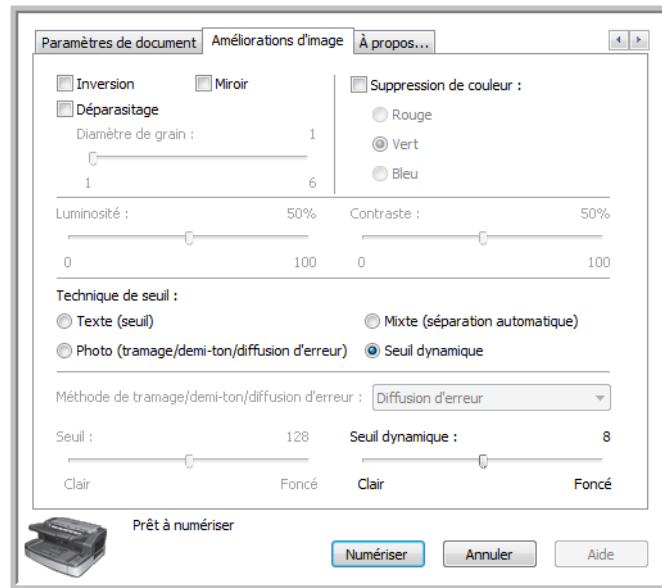 Paramètres de document Améliorations d'image À propos...
Inversion Miroir Suppression de couleur :
Déparasitage Rouge
Diamètre de grain : 1 Vert
1 6 Bleu
Luminosité : 50% Contraste : 50%
0 100 0 100
Technique de seuil :
Texte (seuil) Mixte (séparation automatique)
Photo (tramage/demi-ton/diffusion d'erreur) Seuil dynamique
Méthode de tramage/demi-ton/diffusion d'erreur : Diffusion d'erreur
Seuil : 128 Seuil dynamique : 8
Clair Foncé Clair Foncé
Prêt à numériser
Numériser Annuler Aide